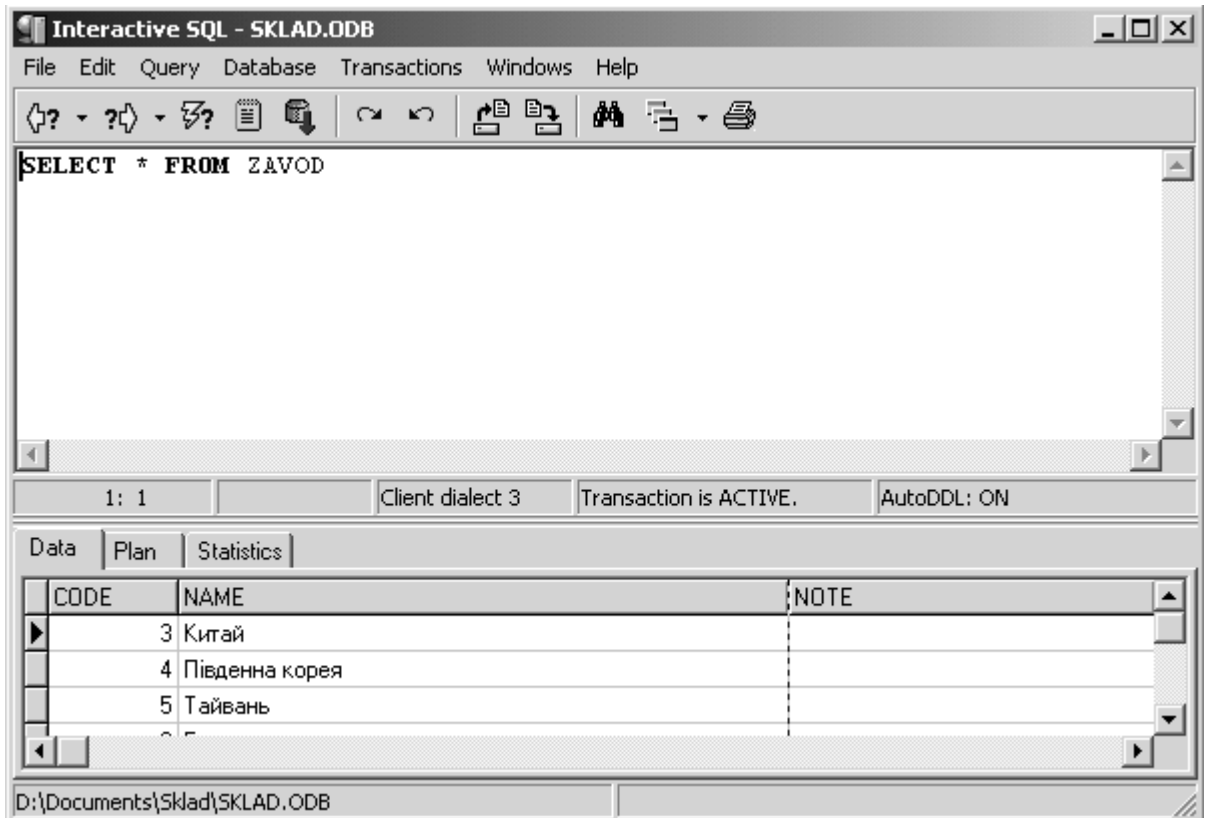 Interactive SQL - SKLAD.ODB
File Edit Query Database Transactions Windows Help
SELECT * FROM ZAVOD
1: 1 Client dialect 3 Transaction is ACTIVE. AutoDDL: ON
Data Plan Statistics
CODE NAME NOTE
3 Китай
4 Південна корея
5 Тайвань
D:\Documents\Sklad\SKLAD.ODB